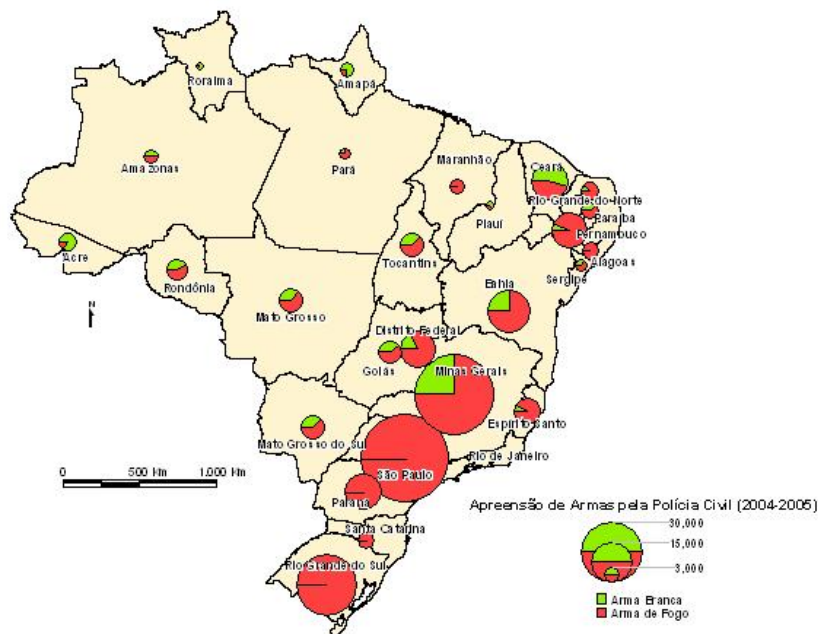 Roraima
Amapá
Amazonas
Pará
Maranhão
Ceará
Rio Grande do Norte
Paraíba
Piauí
Pernambuco
Acre
Tocantins
Alagoas
Sergipe
Rondônia
Bahia
N
Mato Grosso
Distrito Federal
Goiás
Minas Gerais
Espírito Santo
Mato Grosso do Sul
Rio de Janeiro
0 500 Km 1.000 Km
São Paulo
Paraná
Santa Catarina
Rio Grande do Sul
Apreensão de Armas pela Polícia Civil (2004-2005)
30,000
15,000
3,000
Arma Branca
Arma de Fogo